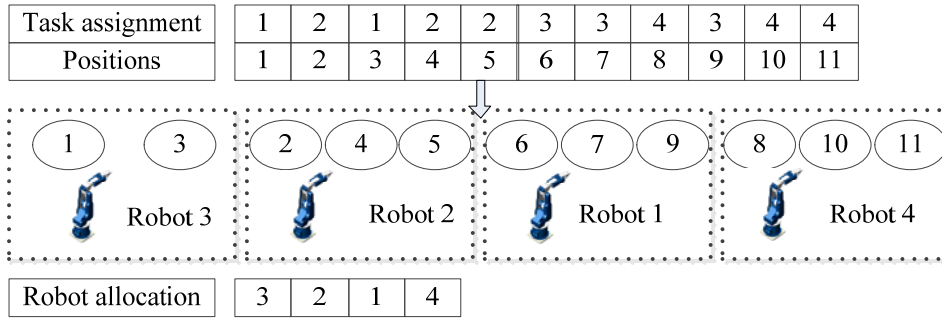 Task assignment 1 2 1 2 2 3 3 4 3 4 4
Positions 1 2 3 4 5 6 7 8 9 10 11
1 3 2 4 5 6 7 9 8 10 11
Robot 3 Robot 2 Robot 1 Robot 4
Robot allocation 3 2 1 4